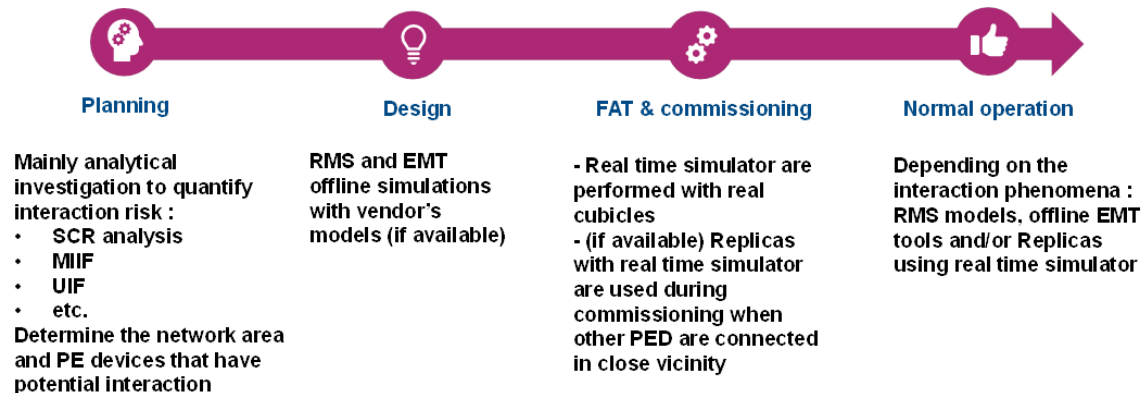 Planning
Mainly analytical
investigation to quantify
interaction risk :
• SCR analysis
• MIIF
• UIF
• etc.
Determine the network area
and PE devices that have
potential interaction
Design
RMS and EMT
offline simulations
with vendor's
models (if available)
FAT & commissioning
- Real time simulator are
performed with real
cubicles
- (if available) Replicas
with real time simulator
are used during
commissioning when
other PED are connected
in close vicinity
Normal operation
Depending on the
interaction phenomena :
RMS models, offline EMT
tools and/or Replicas
using real time simulator